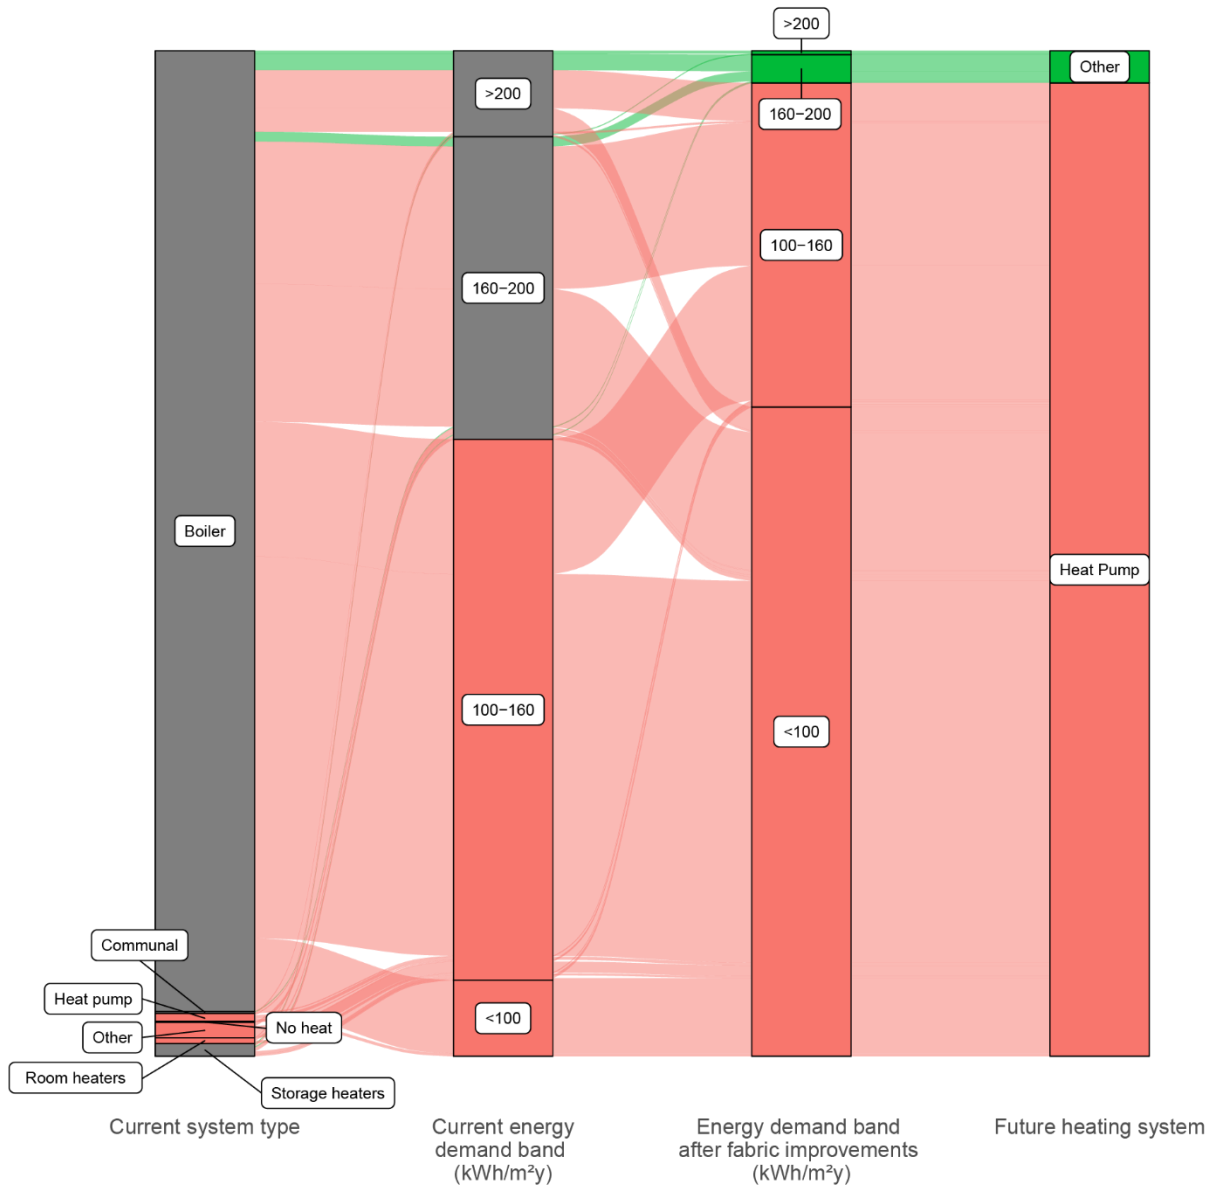 >200
Other
>200
160−200
100−160
160−200
Boiler
Heat Pump
100−160
<100
Communal
Heat pump
No heat
<100
Other
Room heaters
Storage heaters
Current system type
Current energy
demand band
(kWh/m²y)
Energy demand band
after fabric improvements
(kWh/m²y)
Future heating system